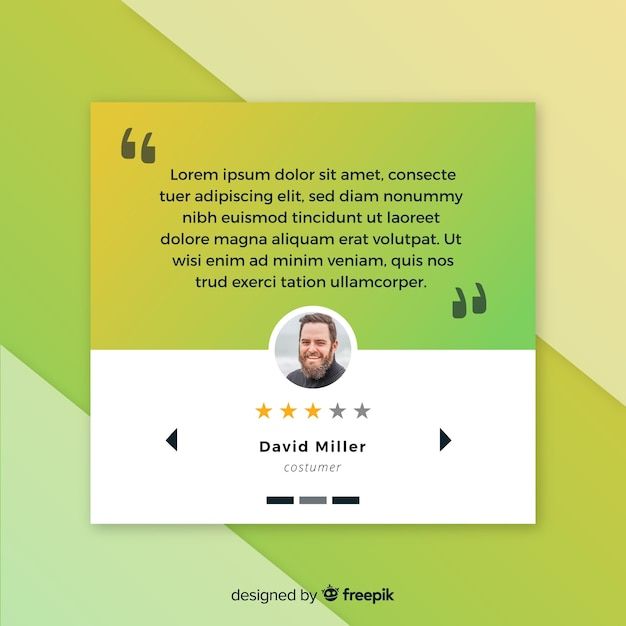 “
Lorem ipsum dolor sit amet, consecte
tuer adipiscing elit, sed diam nonummy
nibh euismod tincidunt ut laoreet
dolore magna aliquam erat volutpat. Ut
wisi enim ad minim veniam, quis nos
trud exerci tation ullamcorper.
”
David Miller
costumer
designed by freepik